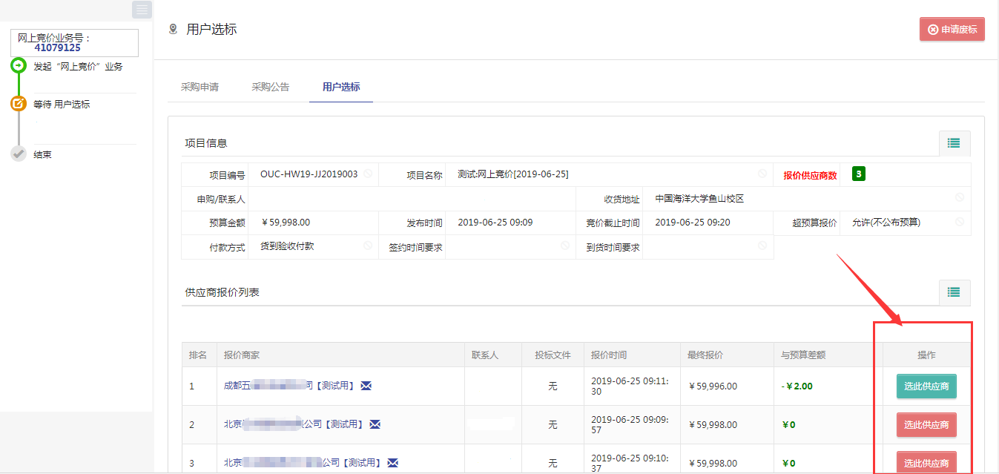 网上竞价业务号：
41079125
发起“网上竞价”业务
等待 用户选标
结束
用户选标
申请废标
采购申请 采购公告 用户选标
项目信息
项目编号 OUC-HW19-JJ2019003 项目名称 测试:网上竞价[2019-06-25] 报价供应商数 3
申购/联系人 收货地址 中国海洋大学鱼山校区
预算金额 ￥59,998.00 发布时间 2019-06-25 09:09 竞价截止时间 2019-06-25 09:20 超预算报价 允许(不公布预算)
付款方式 货到验收付款 签约时间要求 到货时间要求
供应商报价列表
排名 报价商家 联系人 投标文件 报价时间 最终报价 与预算差额 操作
1 成都五 司【测试用】 无 2019-06-25 09:11:
30 ￥59,996.00 -￥2.00 选此供应商
2 北京 公司【测试用】 无 2019-06-25 09:09:
57 ￥59,998.00 ￥0 选此供应商
3 北京 公司【测试用】 无 2019-06-25 09:10:
37 ￥59,998.00 ￥0 选此供应商